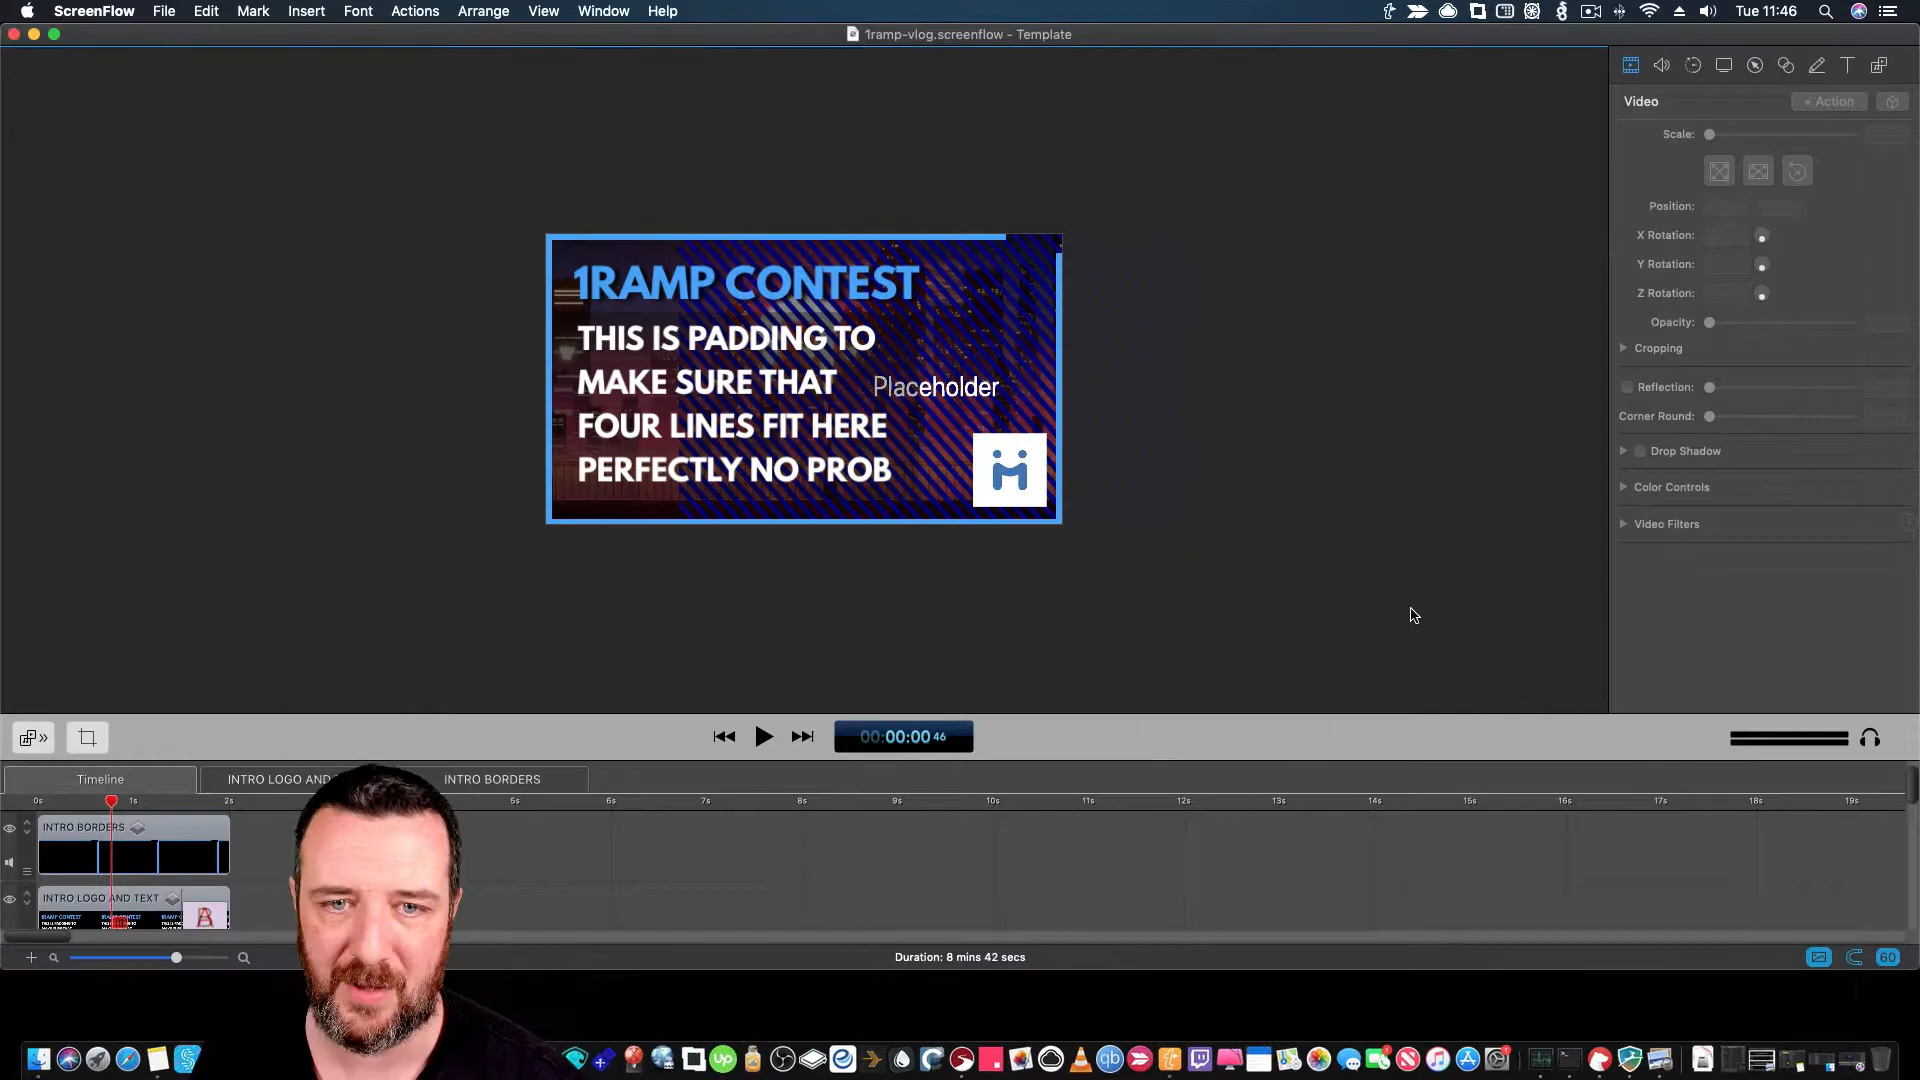 ScreenFlow File Edit Mark Insert Font Actions Arrange View Window Help Tue 11:46
1ramp-vlog.screenflow - Template
Video + Action
Scale:
Position:
X Rotation:
Y Rotation:
Z Rotation:
Opacity:
Cropping
Reflection:
Corner Round:
Drop Shadow
Color Controls
Video Filters
1RAMP CONTEST
THIS IS PADDING TO
MAKE SURE THAT
FOUR LINES FIT HERE
PERFECTLY NO PROB
Placeholder
00:00:00 46
Timeline INTRO LOGO AND INTRO BORDERS
0s 1s 2s 5s 6s 7s 8s 9s 10s 11s 12s 13s 14s 15s 16s 17s 18s 19s
INTRO BORDERS
INTRO LOGO AND TEXT
Duration: 8 mins 42 secs
60
up
qb